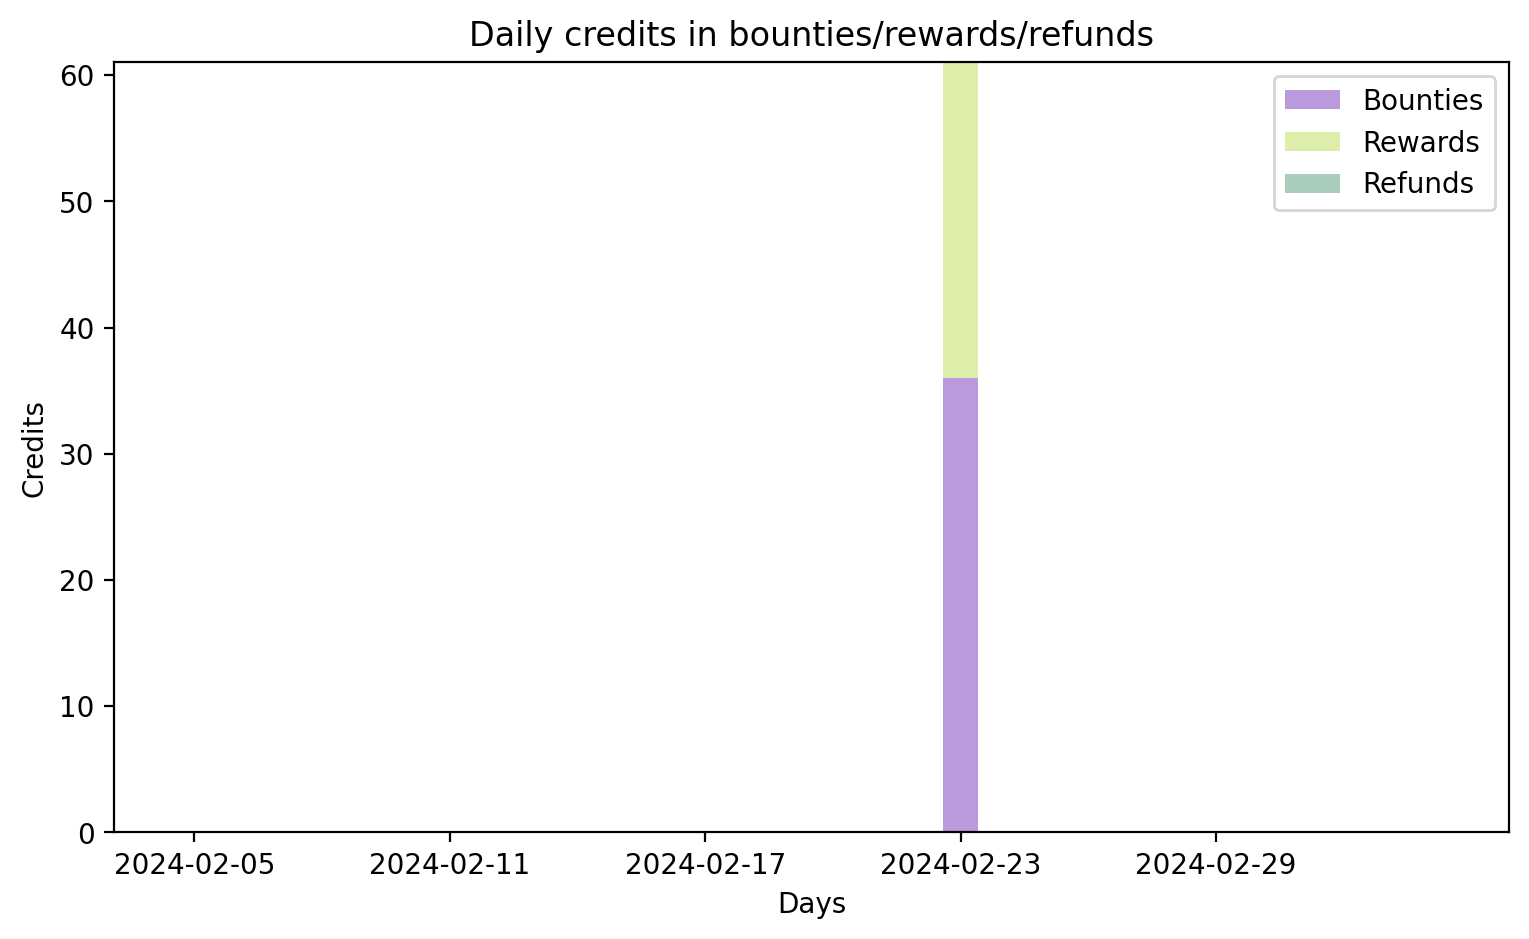 Daily credits in bounties/rewards/refunds
60
50
40
30
20
10
0
Credits
Bounties
Rewards
Refunds
2024-02-05
2024-02-11
2024-02-17
2024-02-23
2024-02-29
Days